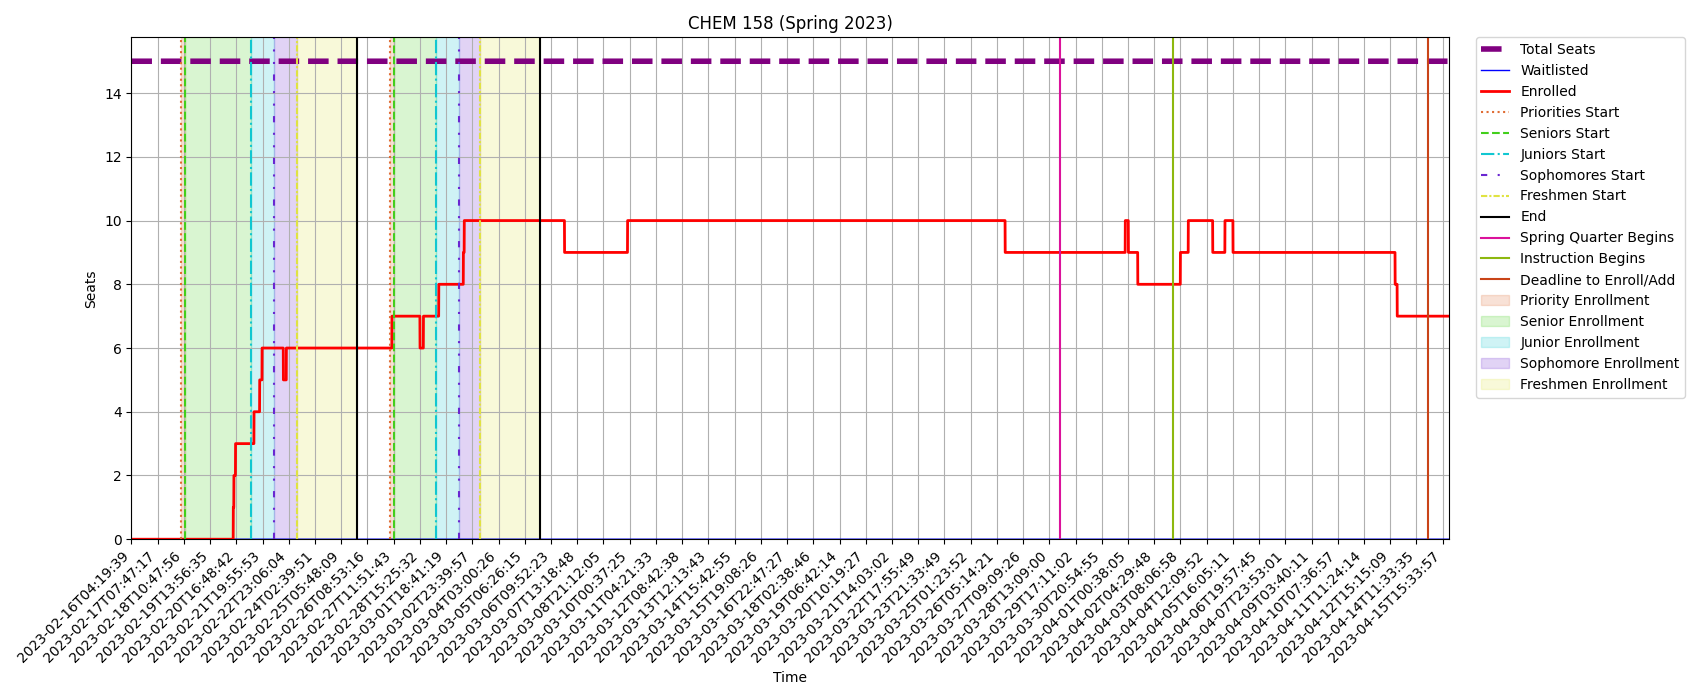 CHEM 158 (Spring 2023)
Seats
14
12
10
8
6
4
2
0
2023-02-16T04:19:39
2023-02-17T07:47:17
2023-02-18T10:47:56
2023-02-19T13:56:35
2023-02-20T16:48:42
2023-02-21T19:55:53
2023-02-22T23:06:04
2023-02-24T02:39:51
2023-02-25T05:48:09
2023-02-26T08:53:16
2023-02-27T11:51:43
2023-02-28T15:25:32
2023-03-01T18:41:19
2023-03-02T23:39:57
2023-03-04T03:00:26
2023-03-05T06:26:15
2023-03-06T09:52:23
2023-03-07T13:18:48
2023-03-08T21:12:05
2023-03-10T00:37:25
2023-03-11T04:21:33
2023-03-12T08:42:38
2023-03-13T12:13:43
2023-03-14T15:42:55
2023-03-15T19:08:26
2023-03-16T22:47:27
2023-03-18T02:38:46
2023-03-19T06:42:14
2023-03-20T10:19:27
2023-03-21T14:03:02
2023-03-22T17:55:49
2023-03-23T21:33:49
2023-03-25T01:23:52
2023-03-26T05:14:21
2023-03-27T09:09:26
2023-03-28T13:09:00
2023-03-29T17:11:02
2023-03-30T20:54:55
2023-04-01T00:38:05
2023-04-02T04:29:48
2023-04-03T08:06:58
2023-04-04T12:09:52
2023-04-05T16:05:11
2023-04-06T19:57:45
2023-04-07T23:53:01
2023-04-09T03:40:11
2023-04-10T07:36:57
2023-04-11T11:24:14
2023-04-12T15:15:09
2023-04-14T11:33:35
2023-04-15T15:33:57
Time
Total Seats
Waitlisted
Enrolled
Priorities Start
Seniors Start
Juniors Start
Sophomores Start
Freshmen Start
End
Spring Quarter Begins
Instruction Begins
Deadline to Enroll/Add
Priority Enrollment
Senior Enrollment
Junior Enrollment
Sophomore Enrollment
Freshmen Enrollment